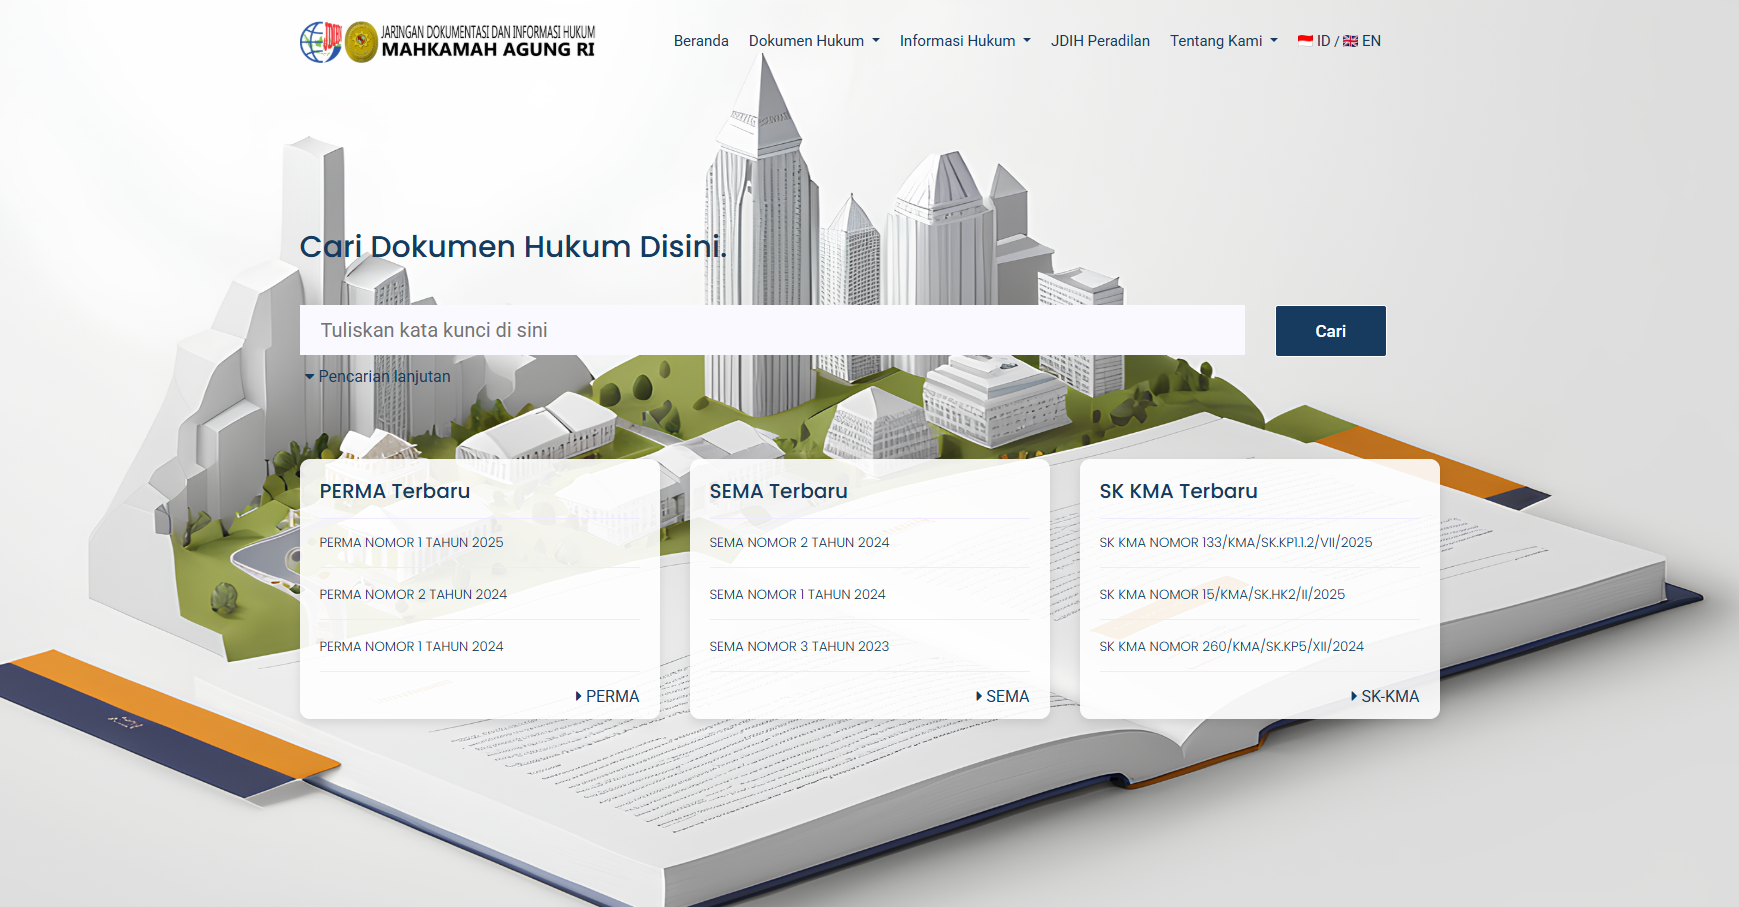 JARINGAN DOKUMENTASI DAN INFORMASI HUKUM
MAHKAMAH AGUNG RI
Beranda
Dokumen Hukum
Informasi Hukum
JDIH Peradilan
Tentang Kami
ID / EN
Cari Dokumen Hukum Disini.
Tuliskan kata kunci di sini
Cari
Pencarian lanjutan
PERMA Terbaru
PERMA NOMOR 1 TAHUN 2025
PERMA NOMOR 2 TAHUN 2024
PERMA NOMOR 1 TAHUN 2024
PERMA
SEMA Terbaru
SEMA NOMOR 2 TAHUN 2024
SEMA NOMOR 1 TAHUN 2024
SEMA NOMOR 3 TAHUN 2023
SEMA
SK KMA Terbaru
SK KMA NOMOR 133/KMA/SK.KP1.1.2/VII/2025
SK KMA NOMOR 15/KMA/SK.HK2/II/2025
SK KMA NOMOR 260/KMA/SK.KP5/XII/2024
SK-KMA